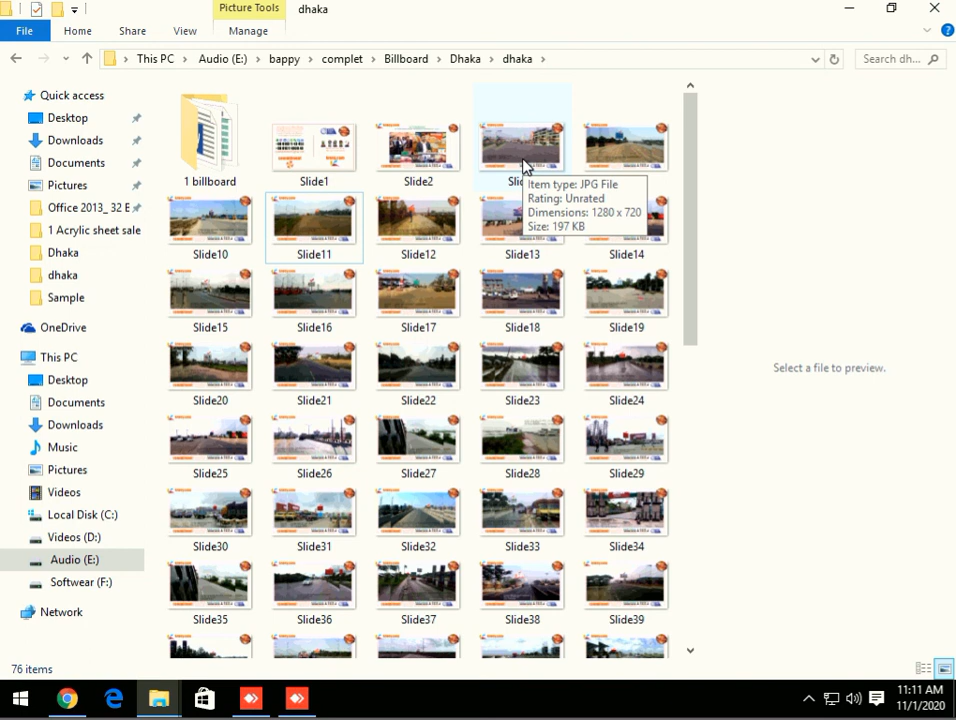 Picture Tools
dhaka
File
Home
Share
View
Manage
This PC
Audio (E:)
bappy
complet
Billboard
Dhaka
dhaka
Search dh...
Quick access
Desktop
Downloads
Documents
Pictures
Office 2013_ 32 E
1 Acrylic sheet sale
Dhaka
dhaka
Sample
OneDrive
This PC
Desktop
Documents
Downloads
Music
Pictures
Videos
Local Disk (C:)
Videos (D:)
Audio (E:)
Softwear (F:)
Network
1 billboard
Slide1
Slide2
Item type: JPG File
Rating: Unrated
Dimensions: 1280 x 720
Size: 197 KB
Slide10
Slide11
Slide12
Slide13
Slide14
Slide15
Slide16
Slide17
Slide18
Slide19
Slide20
Slide21
Slide22
Slide23
Slide24
Slide25
Slide26
Slide27
Slide28
Slide29
Slide30
Slide31
Slide32
Slide33
Slide34
Slide35
Slide36
Slide37
Slide38
Slide39
Select a file to preview.
76 items
11:11 AM
11/1/2020